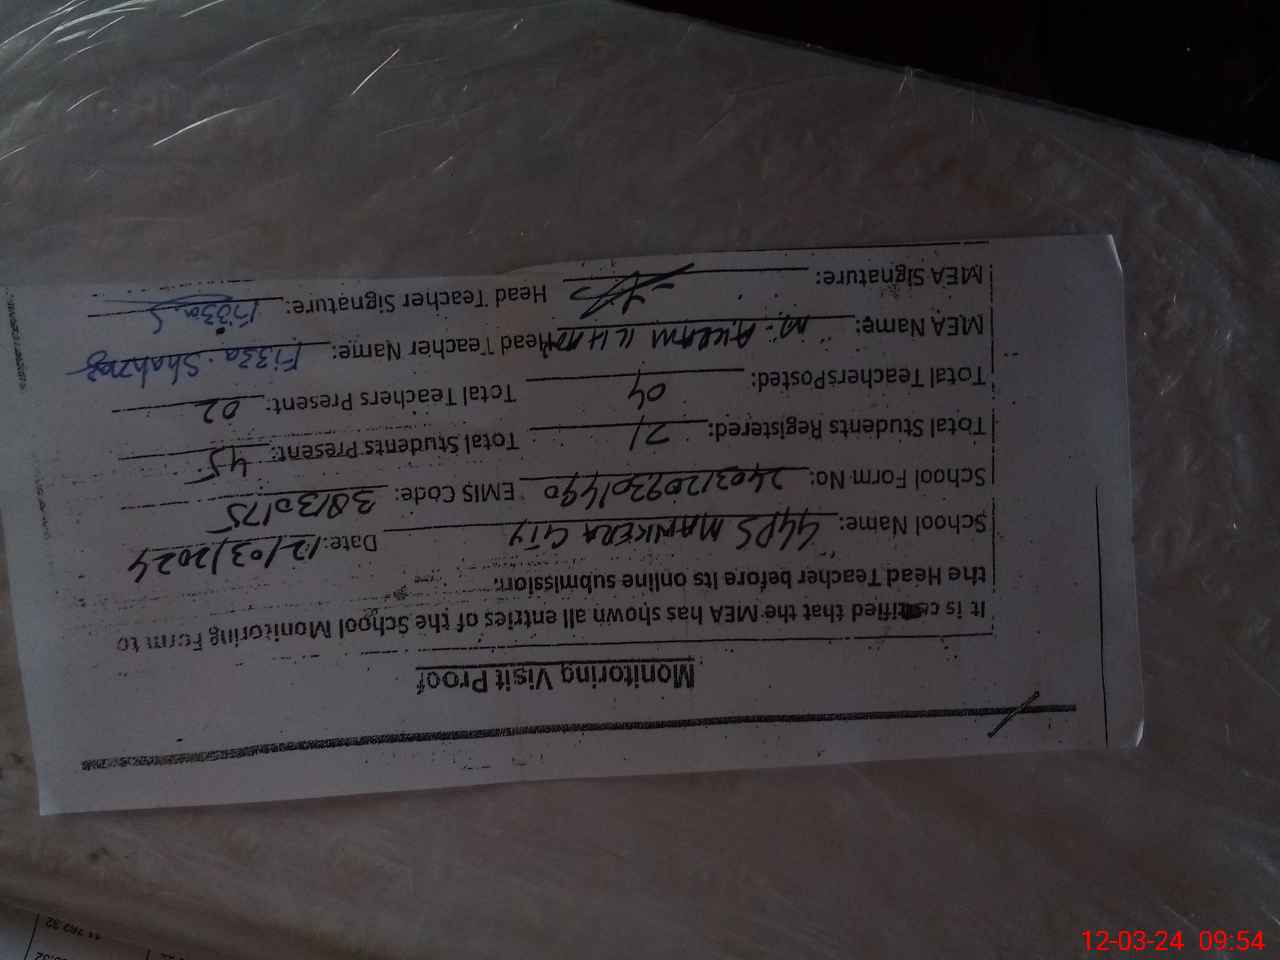 Monitoring Visit Proof
It is certified that the MEA has shown all entries of the School Monitoring Form to
the Head Teacher before its online submission.
School Name: GGPS MANKERA CITY Date: 12/03/2024
School Form No: 24031209301490 EMIS Code: 38130175
Total Students Registered: 71 Total Students Present: 45
Total Teachers Posted: 04 Total Teachers Present: 02
MEA Name: M. AKRAM Head Teacher Name: Fizza Shahzad
MEA Signature: Head Teacher Signature: Fizza.S
12-03-24 09:54